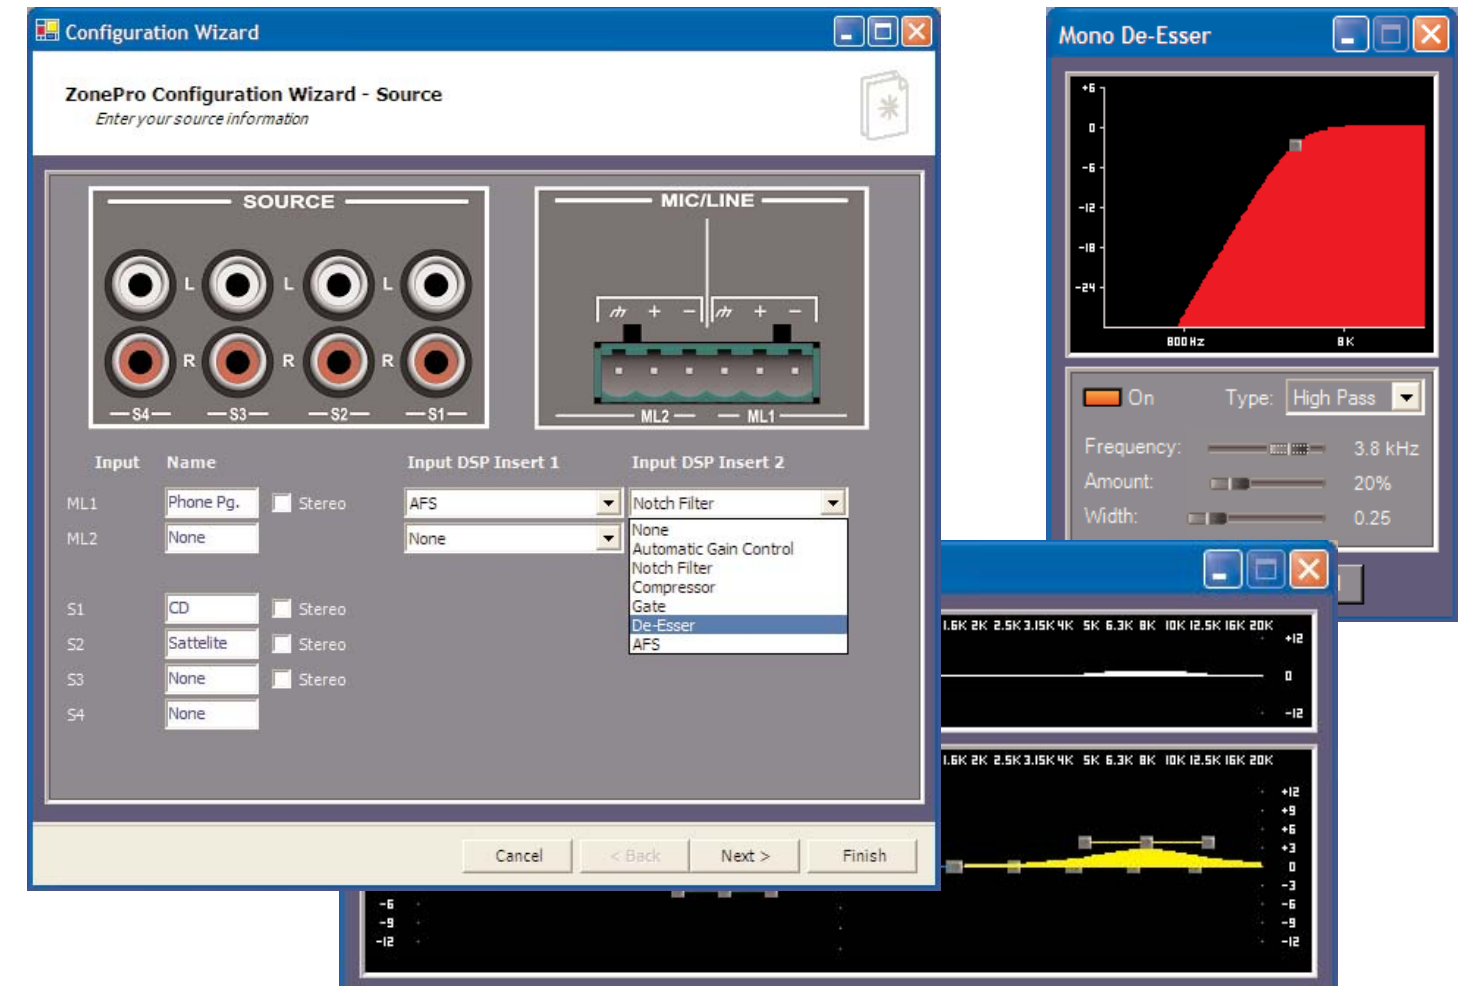 Configuration Wizard
ZonePro Configuration Wizard - Source
Enter your source information
SOURCE
L L L
R R R
S4 S3 S2 S1
MIC/LINE
+ - + -
ML2 ML1
Input Name Input DSP Insert 1 Input DSP Insert 2
ML1 Phone Pg. Stereo AFS Notch Filter
ML2 None None
None
Automatic Gain Control
Notch Filter
Compressor
Gate
De-Esser
AFS
S1 CD Stereo
S2 Sattelite Stereo
S3 None Stereo
S4 None
Cancel < Back Next > Finish
Mono De-Esser
+6
0
-6
-12
-18
-24
800Hz 8K
On Type: High Pass
Frequency: 3.8 kHz
Amount: 20%
Width: 0.25
1.6K 2K 2.5K 3.15K 4K 5K 6.3K 8K 10K 12.5K 16K 20K
+12
0
-12
1.6K 2K 2.5K 3.15K 4K 5K 6.3K 8K 10K 12.5K 16K 20K
+12
+9
+6
+3
0
-3
-6 -6
-9 -9
-12 -12